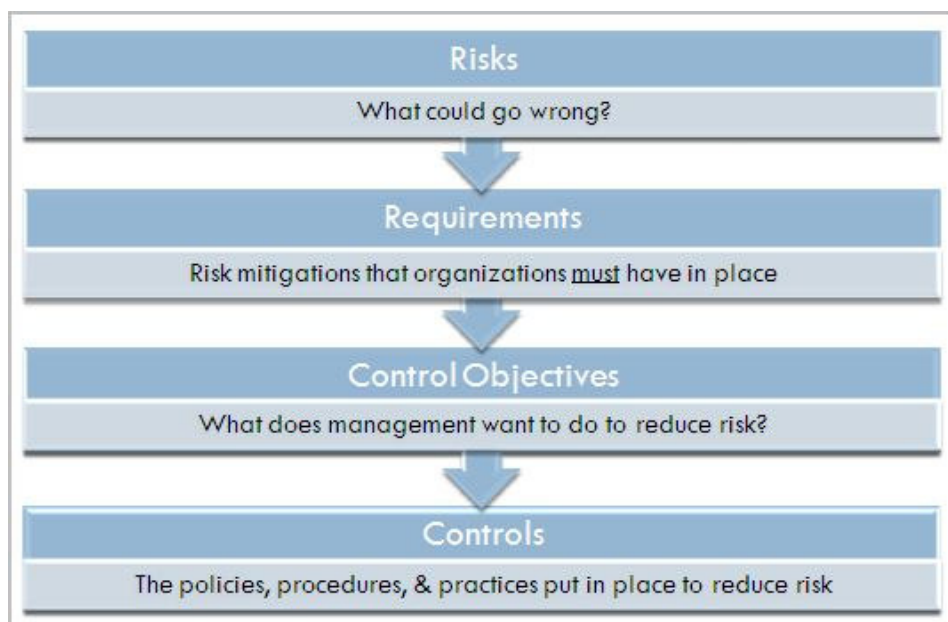 Risks
What could go wrong?
Requirements
Risk mitigations that organizations must have in place
Control Objectives
What does management want to do to reduce risk?
Controls
The policies, procedures, & practices put in place to reduce risk